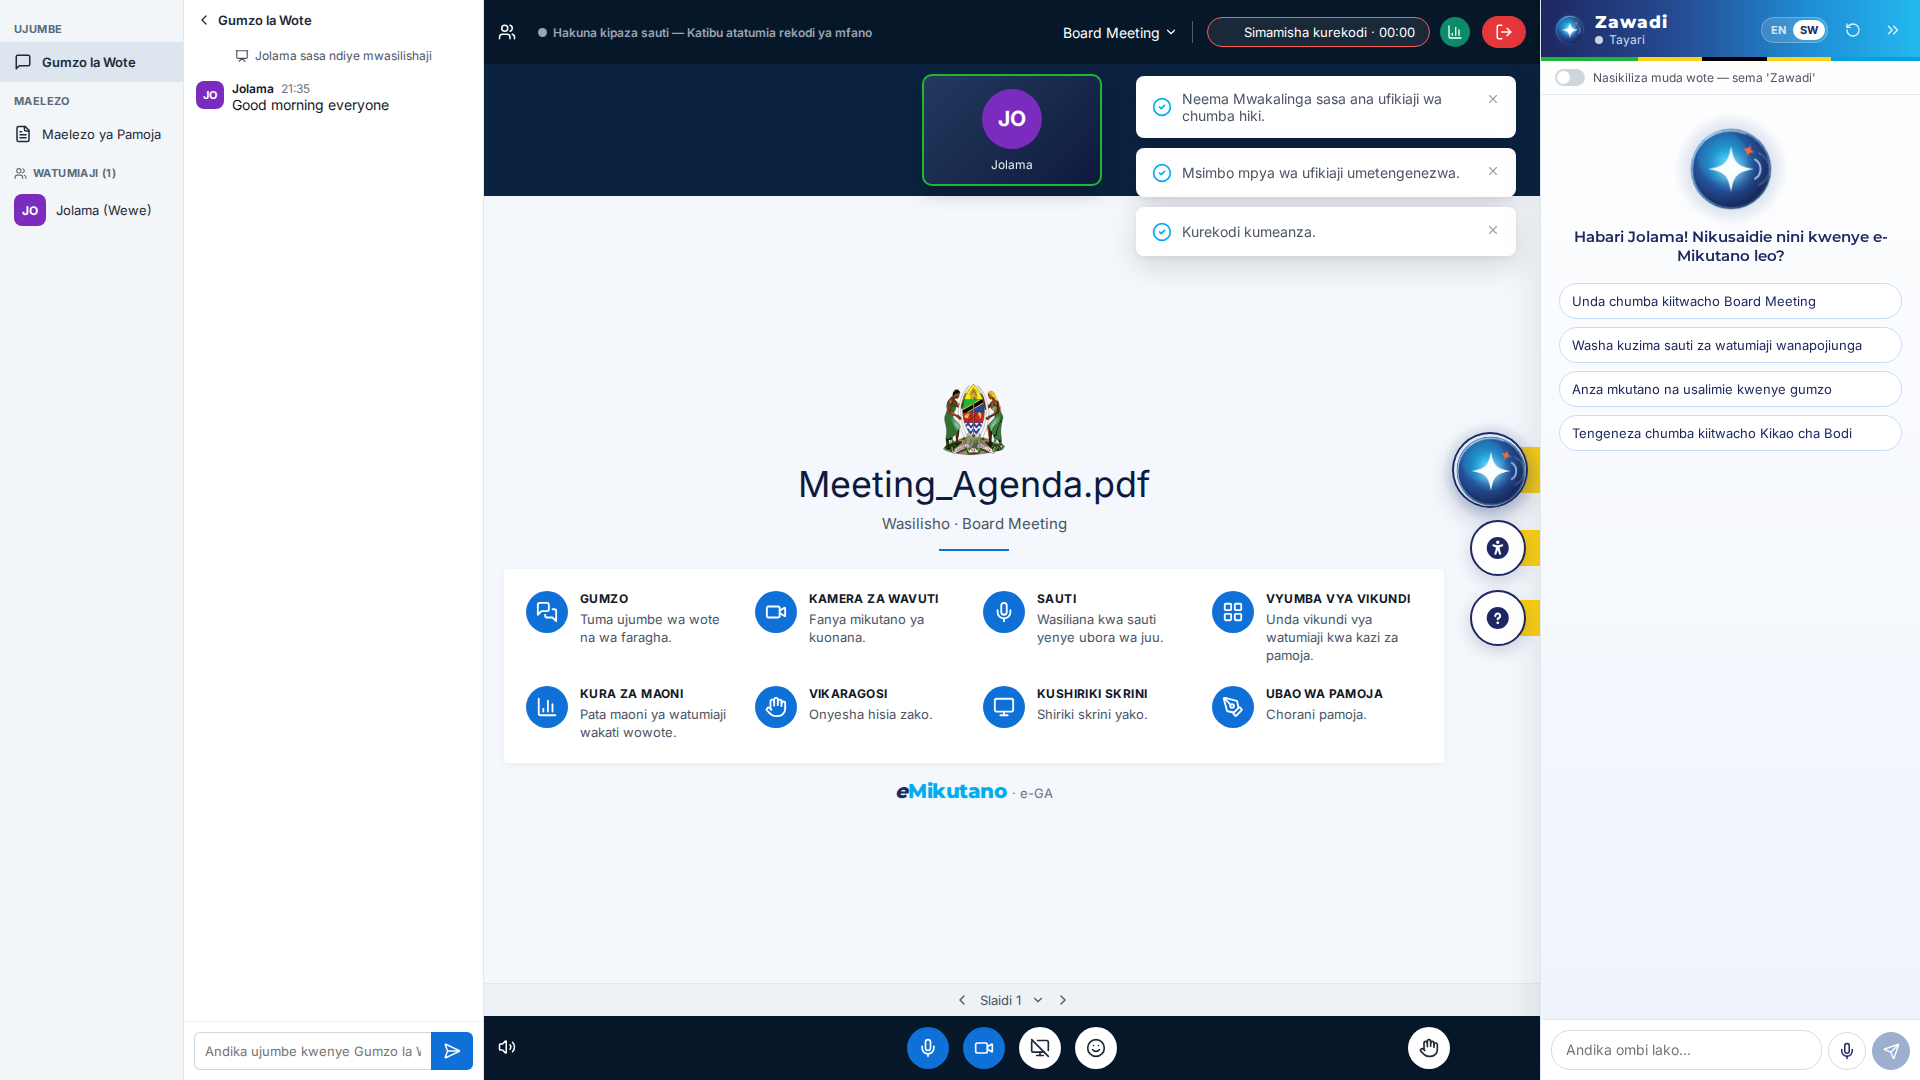 UJUMBE
Gumzo la Wote
MAELEZO
Maelezo ya Pamoja
WATUMIAJI (1)
JO
Jolama (Wewe)
Gumzo la Wote
Jolama sasa ndiye mwasilishaji
JO
Jolama 21:35
Good morning everyone
Andika ujumbe kwenye Gumzo la
Hakuna kipaza sauti — Katibu atatumia rekodi ya mfano
Board Meeting
Simamisha kurekodi · 00:00
JO
Jolama
Neema Mwakalinga sasa ana ufikiaji wa
chumba hiki.
Msimbo mpya wa ufikiaji umetengenezwa.
Kurekodi kumeanza.
Meeting_Agenda.pdf
Wasilisho · Board Meeting
GUMZO
Tuma ujumbe wa wote
na wa faragha.
KAMERA ZA WAVUTI
Fanya mikutano ya
kuonana.
SAUTI
Wasiliana kwa sauti
yenye ubora wa juu.
VYUMBA VYA VIKUNDI
Unda vikundi vya
watumiaji kwa kazi za
pamoja.
KURA ZA MAONI
Pata maoni ya watumiaji
wakati wowote.
VIKARAGOSI
Onyesha hisia zako.
KUSHIRIKI SKRINI
Shiriki skrini yako.
UBAO WA PAMOJA
Chorani pamoja.
eMikutano · e-GA
Slaidi 1
Zawadi
Tayari
EN SW
Nasikiliza muda wote — sema 'Zawadi'
Habari Jolama! Nikusaidie nini kwenye e-
Mikutano leo?
Unda chumba kiitwacho Board Meeting
Washa kuzima sauti za watumiaji wanapojiunga
Anza mkutano na usalimie kwenye gumzo
Tengeneza chumba kiitwacho Kikao cha Bodi
Andika ombi lako...